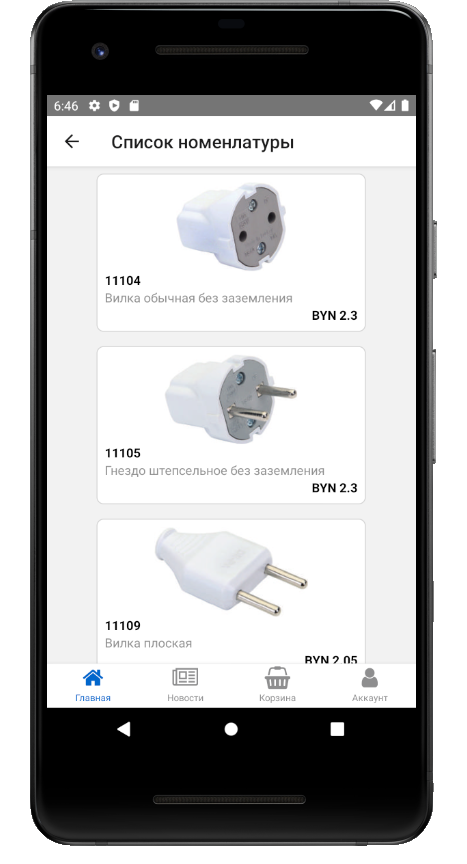 6:46
Список номенлатуры
11104
Вилка обычная без заземления
BYN 2.3
11105
Гнездо штепсельное без заземления
BYN 2.3
11109
Вилка плоская
BYN 2.05
Главная
Новости
Корзина
Аккаунт